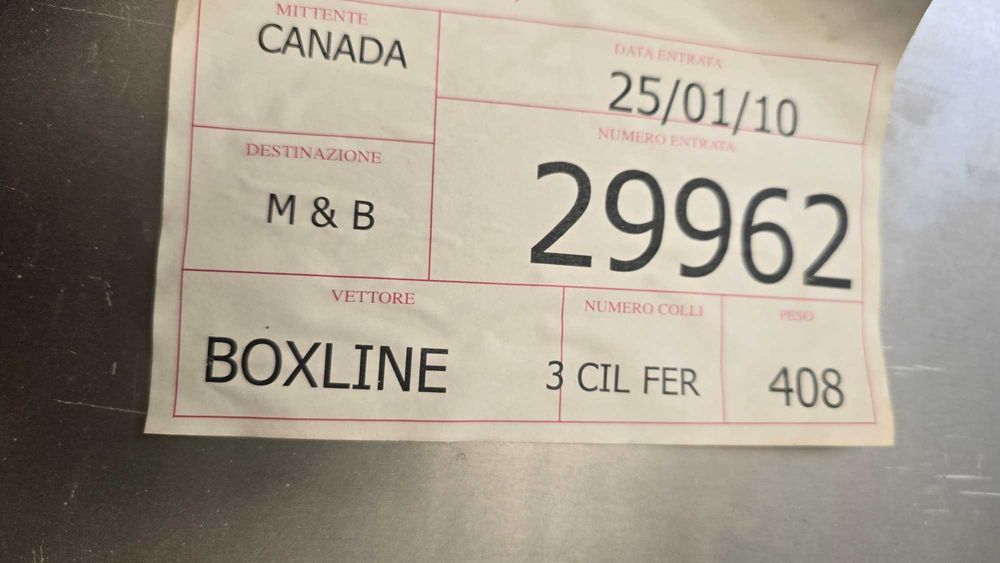 MITTENTE
CANADA
DATA ENTRATA
25/01/10
DESTINAZIONE
M & B
NUMERO ENTRATA
29962
VETTORE
BOXLINE
NUMERO COLLI
3 CIL FER
PESO
408